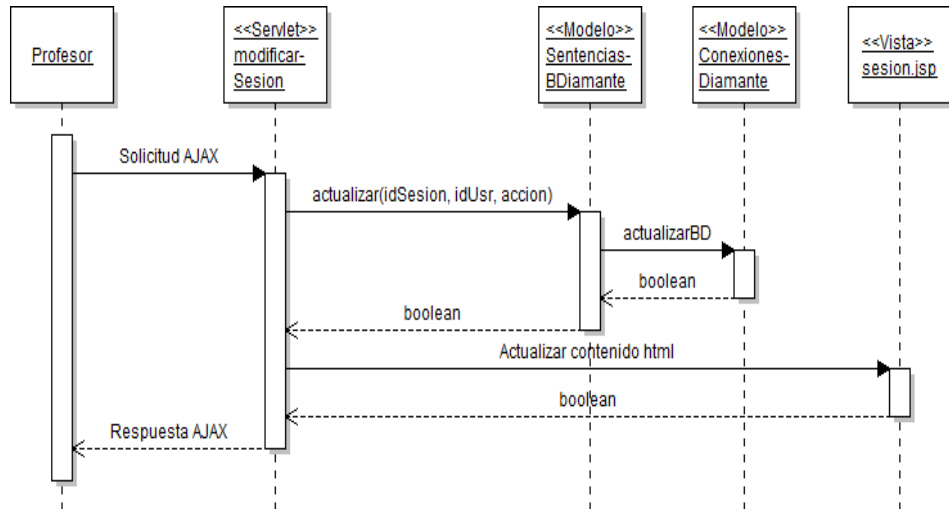 Profesor
<<Servlet>>
modificar-
Sesion
<<Modelo>>
Sentencias-
BDiamante
<<Modelo>>
Conexiones-
Diamante
<<Vista>>
sesion.jsp
Solicitud AJAX
actualizar(idSesion, idUsr, accion)
actualizarBD
boolean
boolean
Actualizar contenido html
boolean
Respuesta AJAX